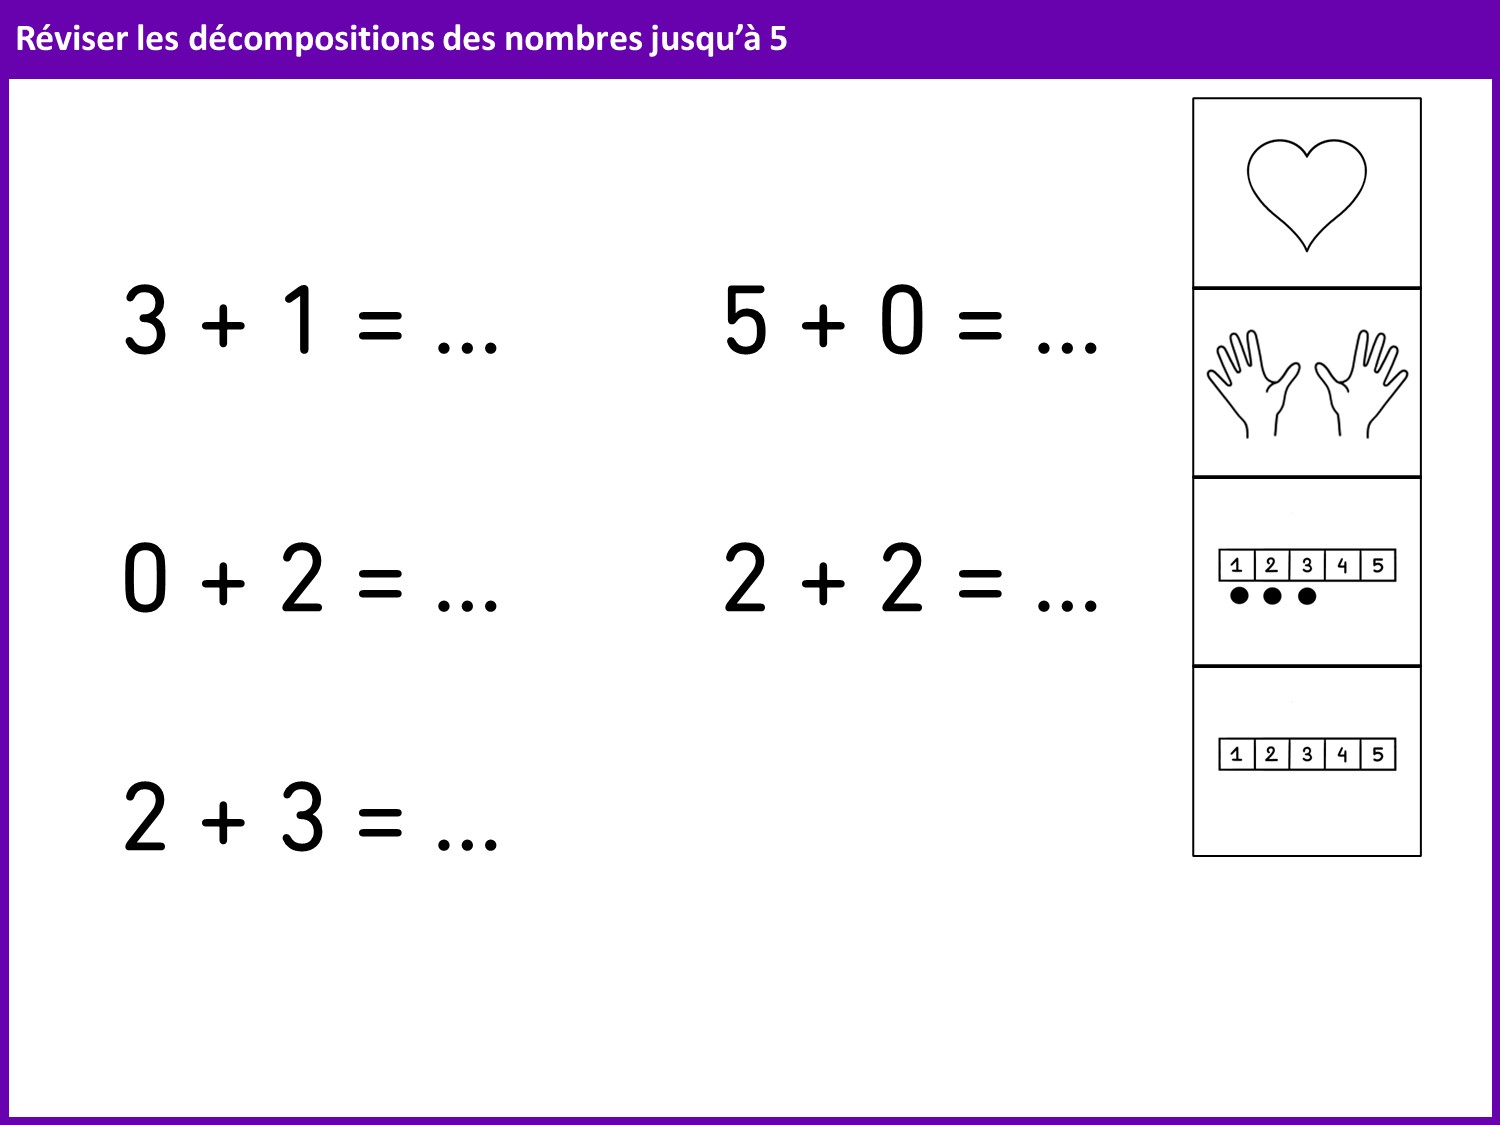 Réviser les décompositions des nombres jusqu’à 5
3 + 1 = ...
5 + 0 = ...
0 + 2 = ...
2 + 2 = ...
2 + 3 = ...
1 2 3 4 5
1 2 3 4 5